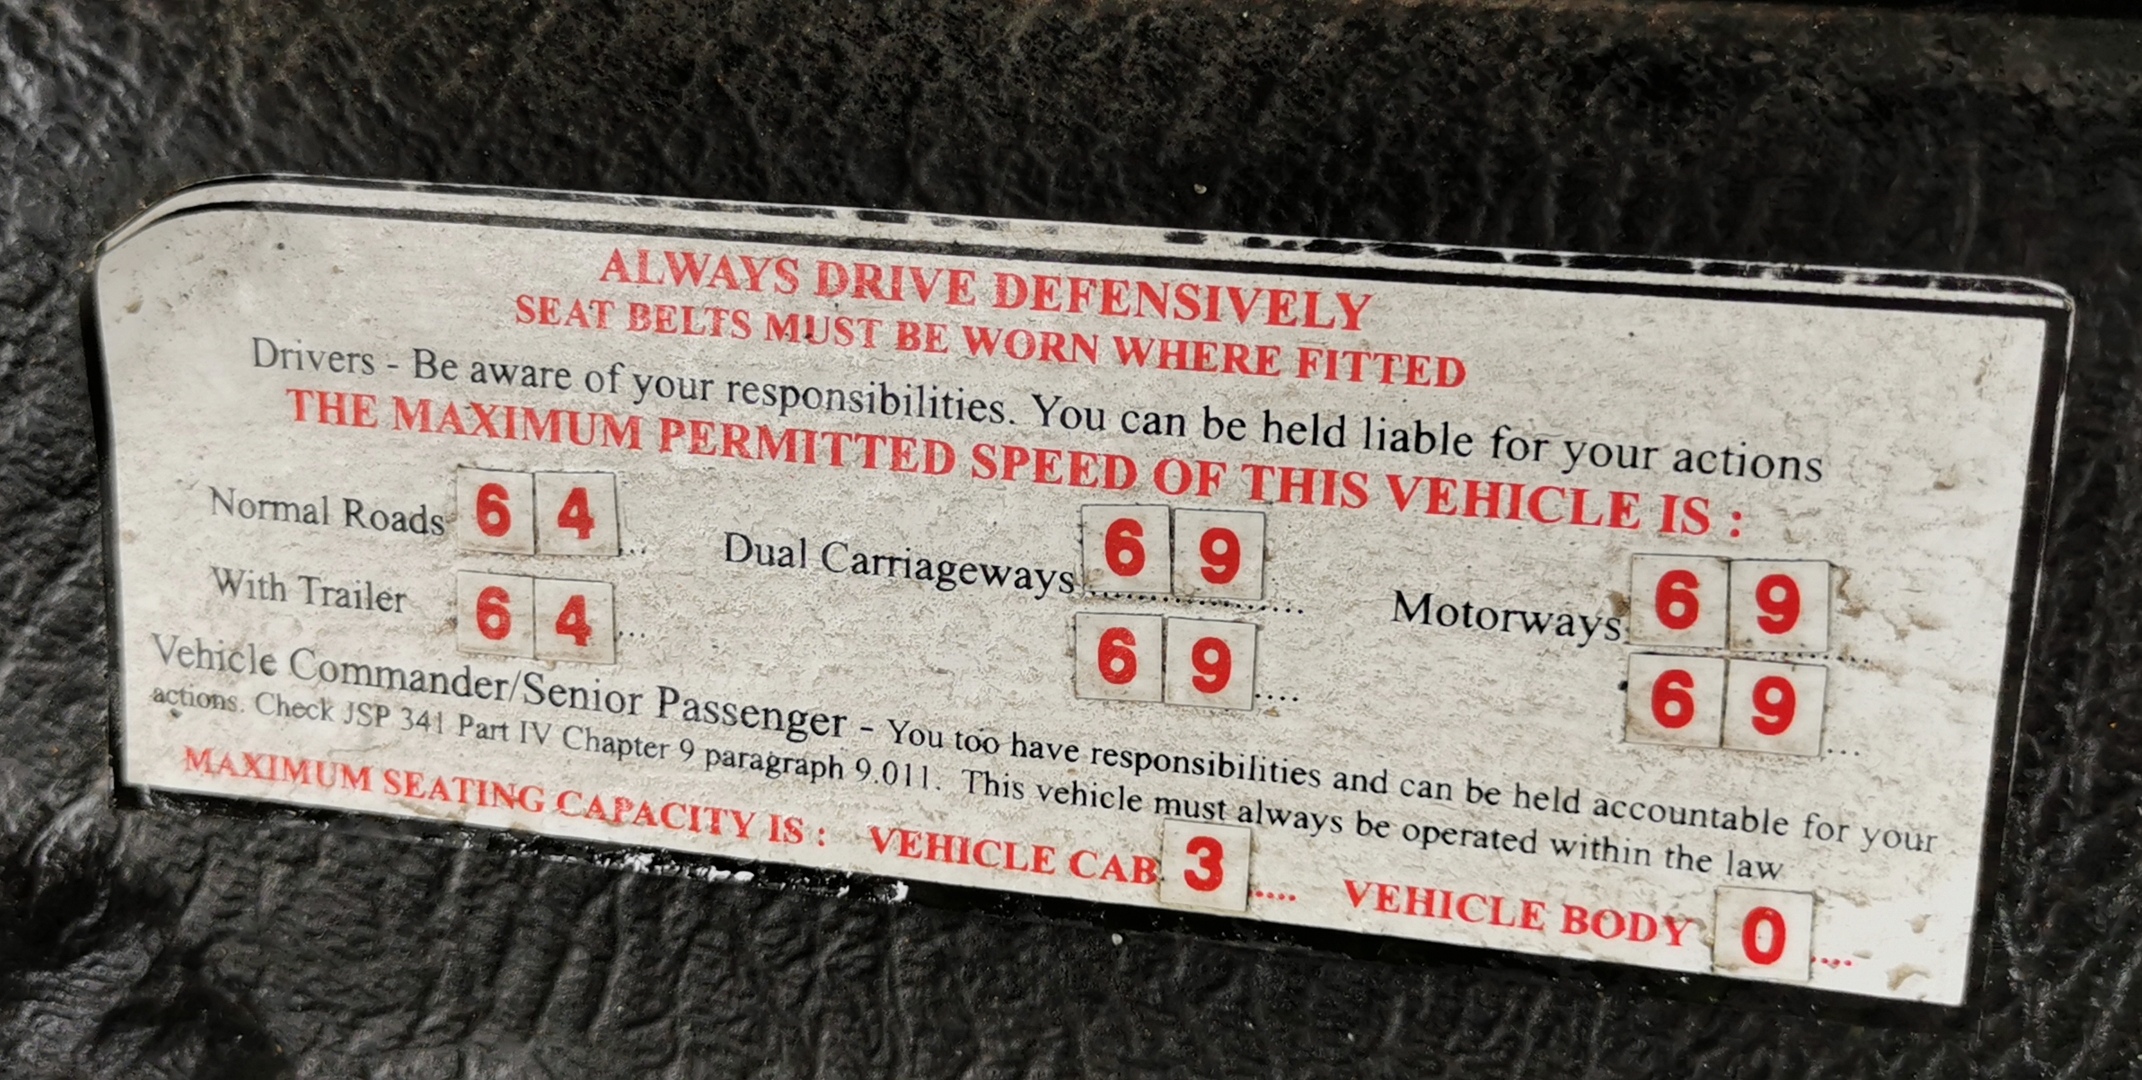 ALWAYS DRIVE DEFENSIVELY
SEAT BELTS MUST BE WORN WHERE FITTED
Drivers - Be aware of your responsibilities. You can be held liable for your actions
THE MAXIMUM PERMITTED SPEED OF THIS VEHICLE IS :
Normal Roads 64 Dual Carriageways 69 Motorways 69
With Trailer 64 69 69
Vehicle Commander/Senior Passenger - You too have responsibilities and can be held accountable for your
actions. Check JSP 341 Part IV Chapter 9 paragraph 9.011. This vehicle must always be operated within the law
MAXIMUM SEATING CAPACITY IS : VEHICLE CAB 3 .... VEHICLE BODY 0 ....